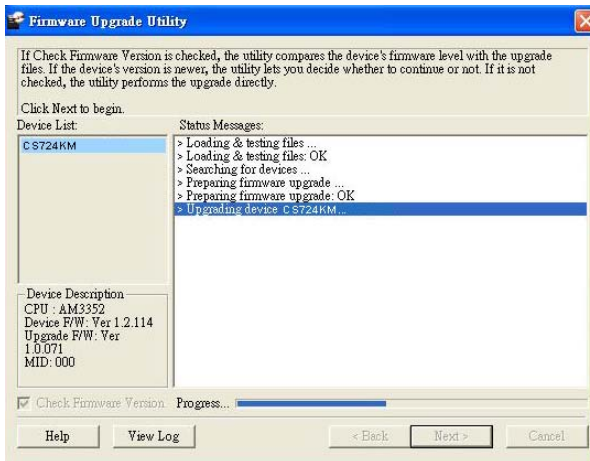 Firmware Upgrade Utility
If Check Firmware Version is checked, the utility compares the device's firmware level with the upgrade
files. If the device's version is newer, the utility lets you decide whether to continue or not. If it is not
checked, the utility performs the upgrade directly.
Click Next to begin.
Device List:
CS724KM
Status Messages:
> Loading & testing files ...
> Loading & testing files: OK
> Searching for devices ...
> Preparing firmware upgrade ...
> Preparing firmware upgrade: OK
> Upgrading device CS724KM...
Device Description
CPU : AM3352
Device F/W: Ver 1.2.114
Upgrade F/W: Ver
1.0.071
MID: 000
Check Firmware Version
Progress...
Help
View Log
< Back
Next >
Cancel